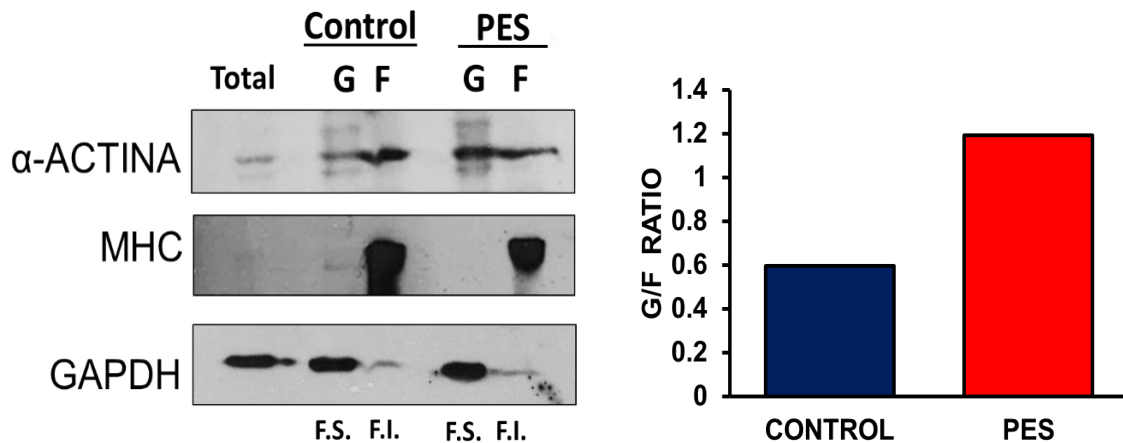 Control PES
Total G F G F
α-ACTINA
MHC
GAPDH
F.S. F.I. F.S. F.I.
G/F RATIO
1.4
1.2
1
0.8
0.6
0.4
0.2
0
CONTROL PES